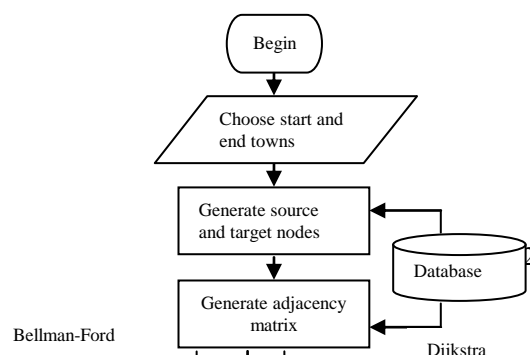 Begin
Choose start and
end towns
Generate source
and target nodes
Database
Generate adjacency
matrix
Bellman-Ford
Dijkstra